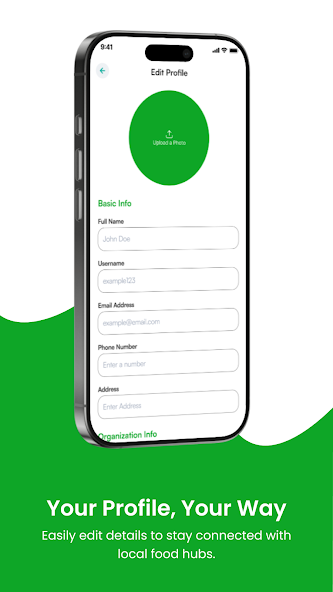 9:41
Edit Profile
Upload a Photo
Basic Info
Full Name
John Doe
Username
example123
Email Address
example@email.com
Phone Number
Enter a number
Address
Enter Address
Organization Info
Your Profile, Your Way
Easily edit details to stay connected with
local food hubs.